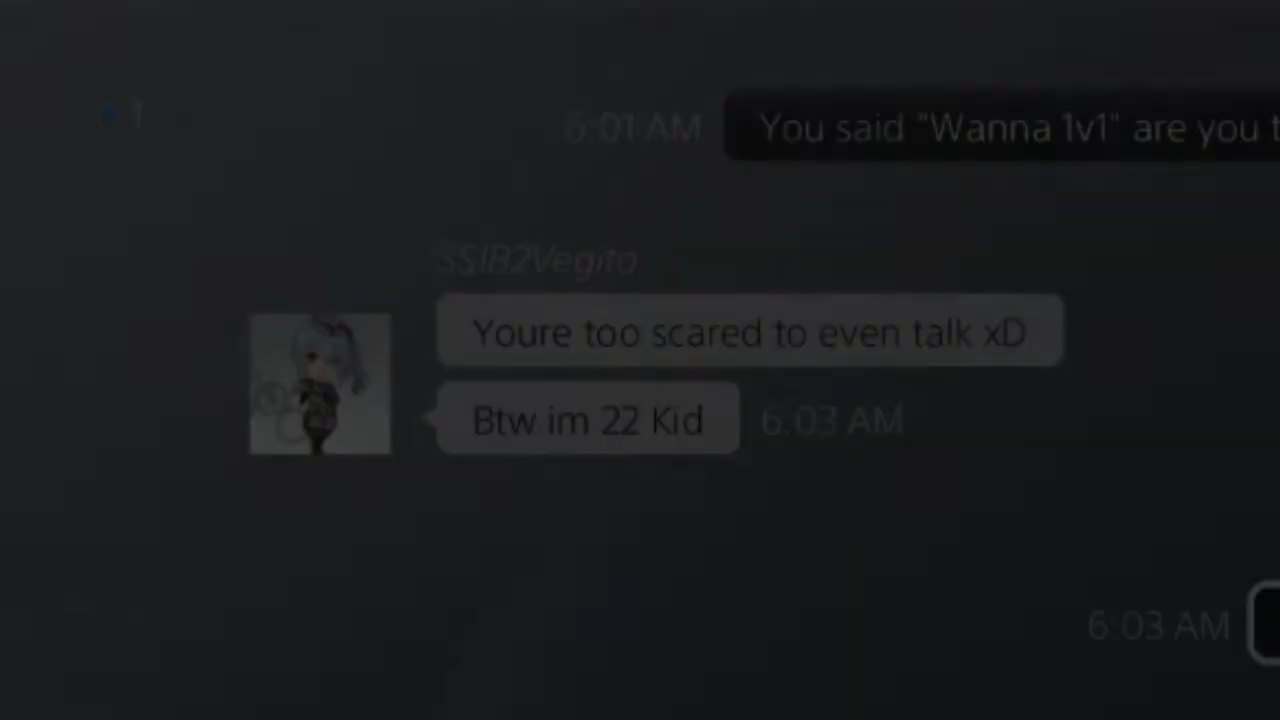 1
6:01 AM You said "Wanna 1v1" are you t
SSJB2Vegito
Youre too scared to even talk xD
Btw im 22 Kid 6:03 AM
6:03 AM